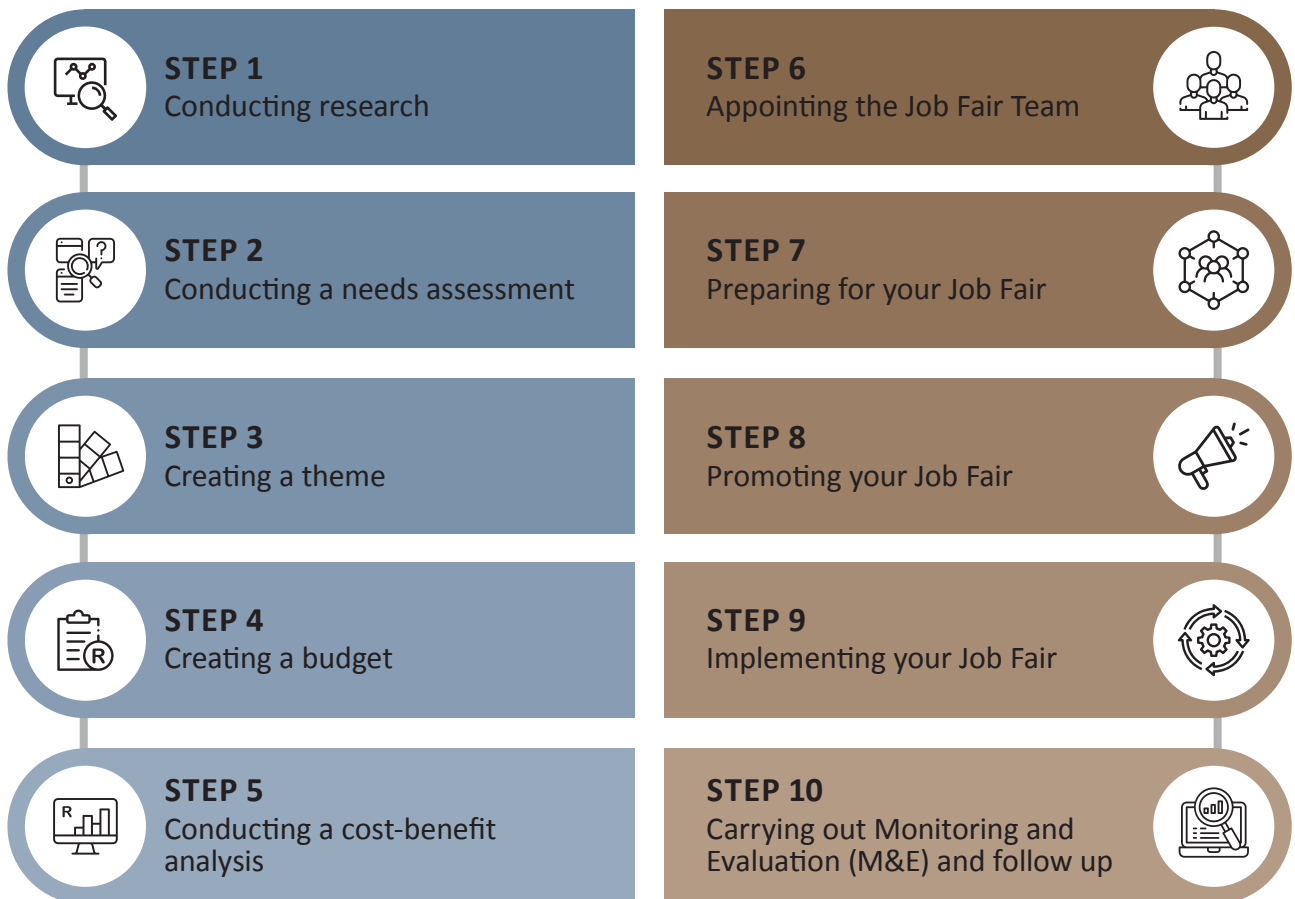 STEP 1
Conducting research
STEP 2
Conducting a needs assessment
?
STEP 3
Creating a theme
STEP 4
Creating a budget
R
STEP 5
Conducting a cost-benefit
analysis
R
STEP 6
Appointing the Job Fair Team
STEP 7
Preparing for your Job Fair
STEP 8
Promoting your Job Fair
STEP 9
Implementing your Job Fair
STEP 10
Carrying out Monitoring and
Evaluation (M&E) and follow up